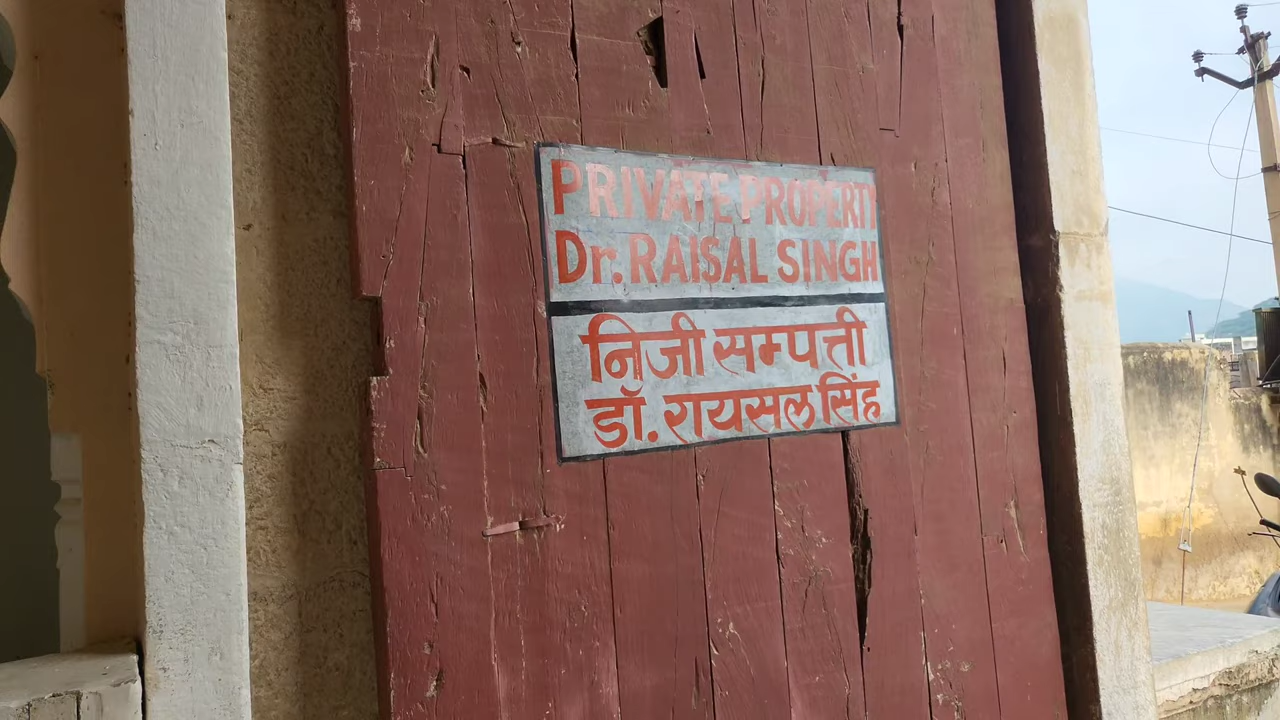 PRIVATE PROPERTY
Dr. RAISAL SINGH
निजी सम्पत्ती
डॉ. रायसल सिंह